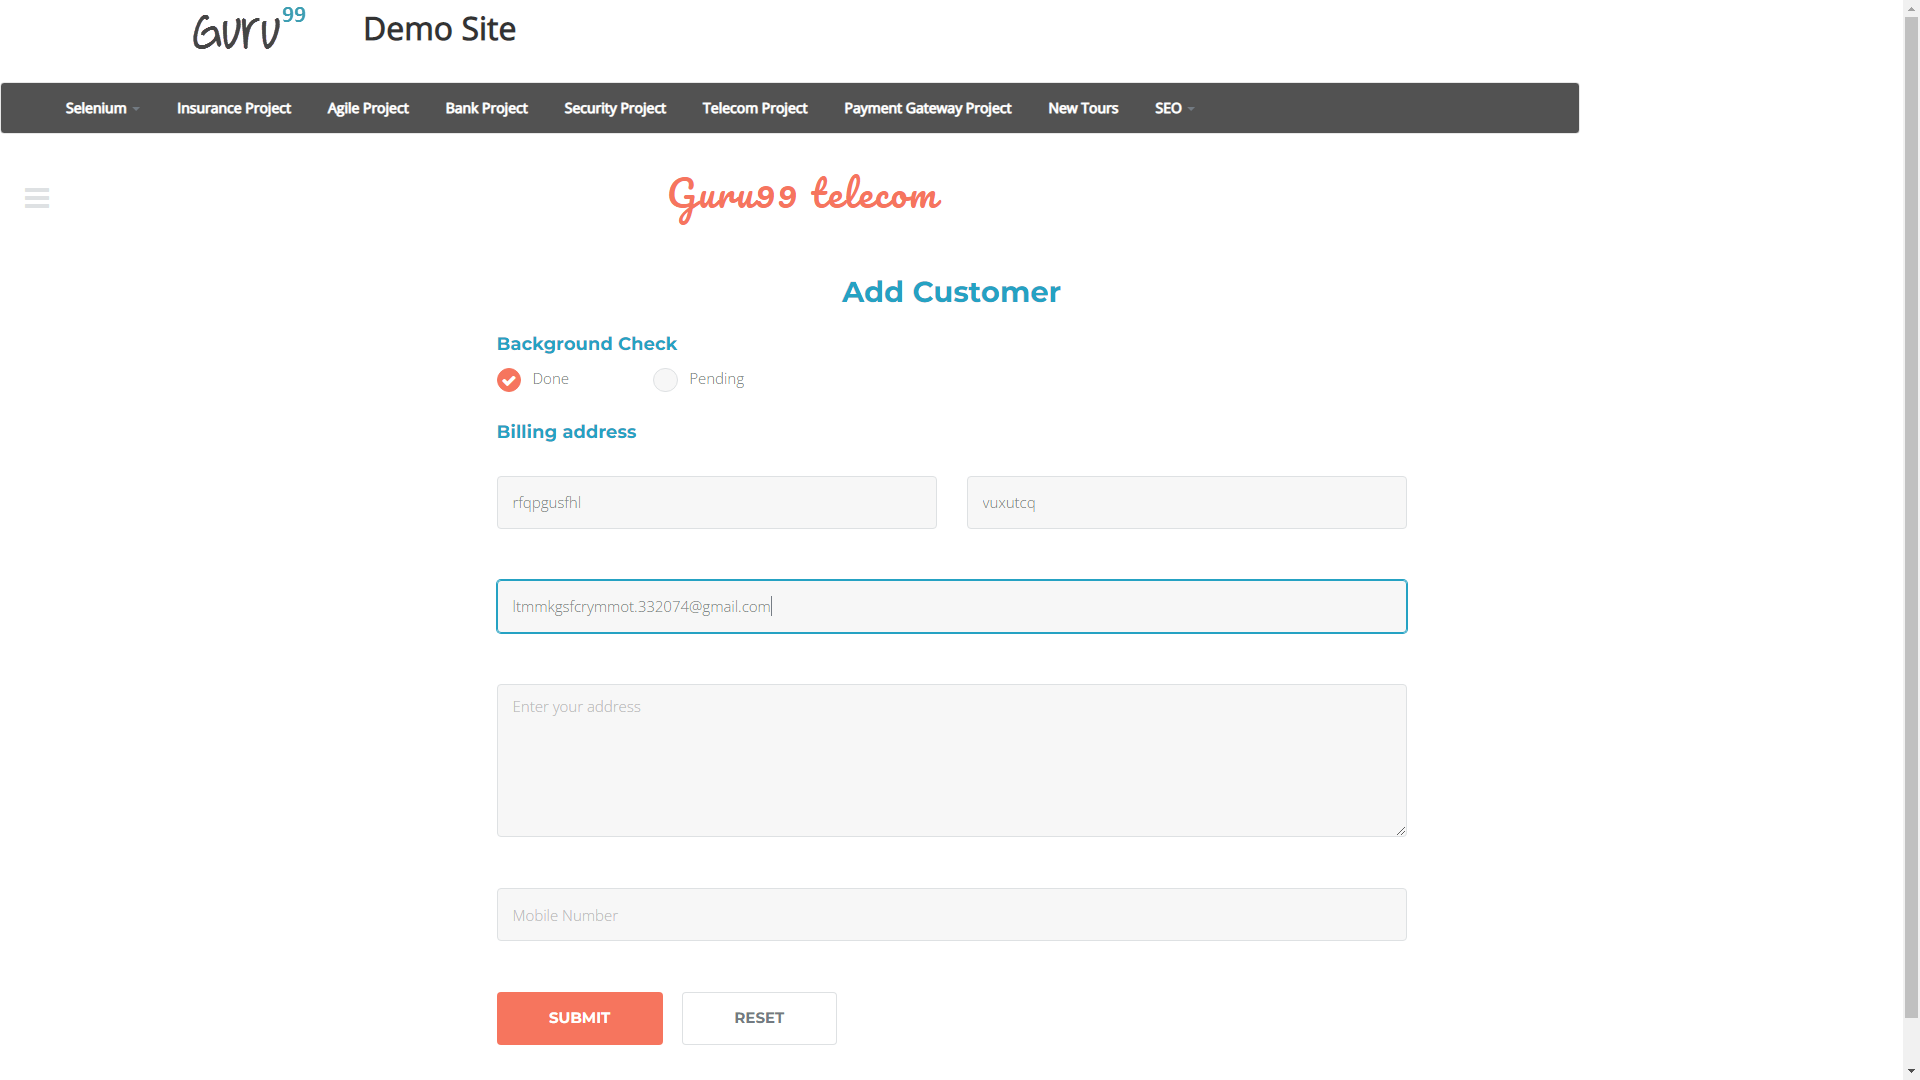 Guru99 Demo Site
Selenium Insurance Project Agile Project Bank Project Security Project Telecom Project Payment Gateway Project New Tours SEO
Guru99 telecom
Add Customer
Background Check
Done Pending
Billing address
rfqpgusfhl vuxutcq
ltmmkgsfcrymmot.332074@gmail.com
Enter your address
Mobile Number
SUBMIT RESET